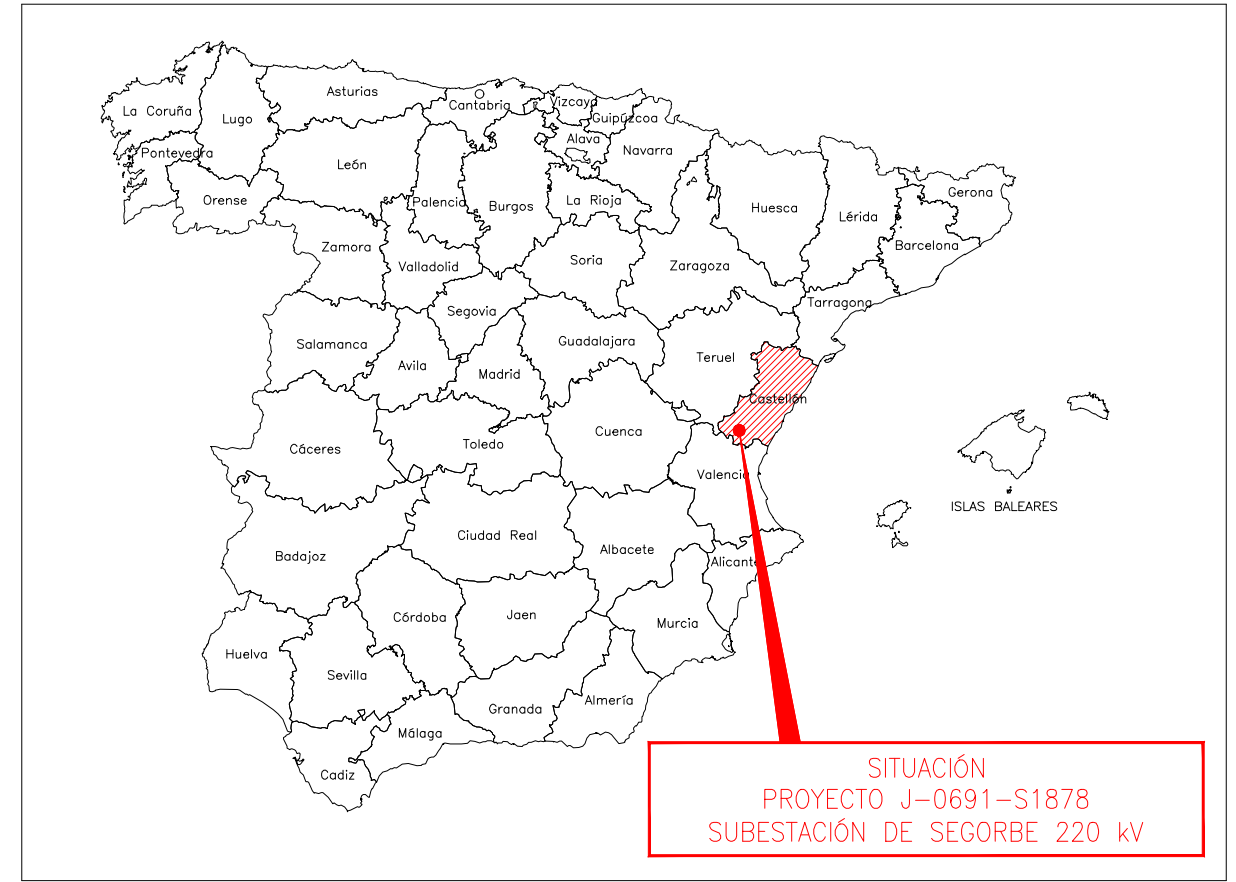 Asturias
Cantabria
Vizcaya
Guipúzcoa
La Coruña
Lugo
Alava
Navarra
Pontevedra
León
Orense
Palencia
Burgos
La Rioja
Huesca
Lérida
Gerona
Zamora
Valladolid
Soria
Zaragoza
Barcelona
Segovia
Tarragona
Salamanca
Avila
Madrid
Guadalajara
Teruel
Castellón
Cáceres
Toledo
Cuenca
Valencia
ISLAS BALEARES
Badajoz
Ciudad Real
Albacete
Alicante
Córdoba
Jaen
Murcia
Huelva
Sevilla
Granada
Almería
Málaga
Cadiz
SITUACIÓN
PROYECTO J-0691-S1878
SUBESTACIÓN DE SEGORBE 220 kV